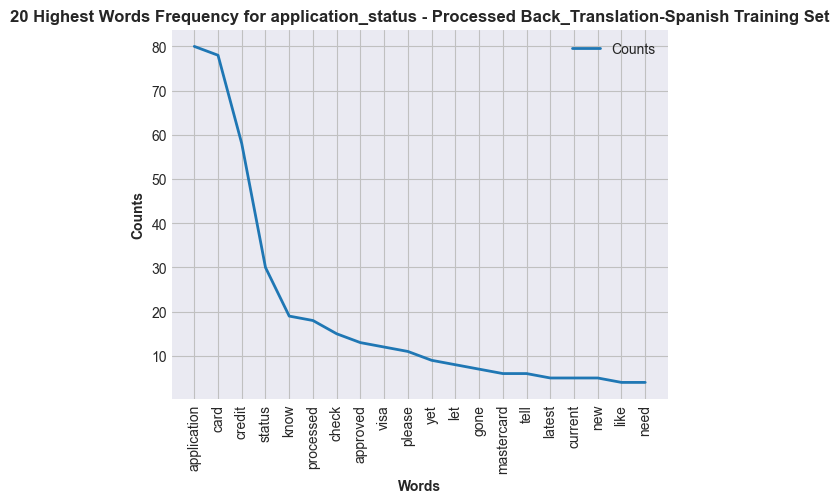 20 Highest Words Frequency for application_status - Processed Back_Translation-Spanish Training Set
Counts
80
70
60
50
40
30
20
10
Counts
application
card
credit
status
know
processed
check
approved
visa
please
yet
let
gone
mastercard
tell
latest
current
new
like
need
Words